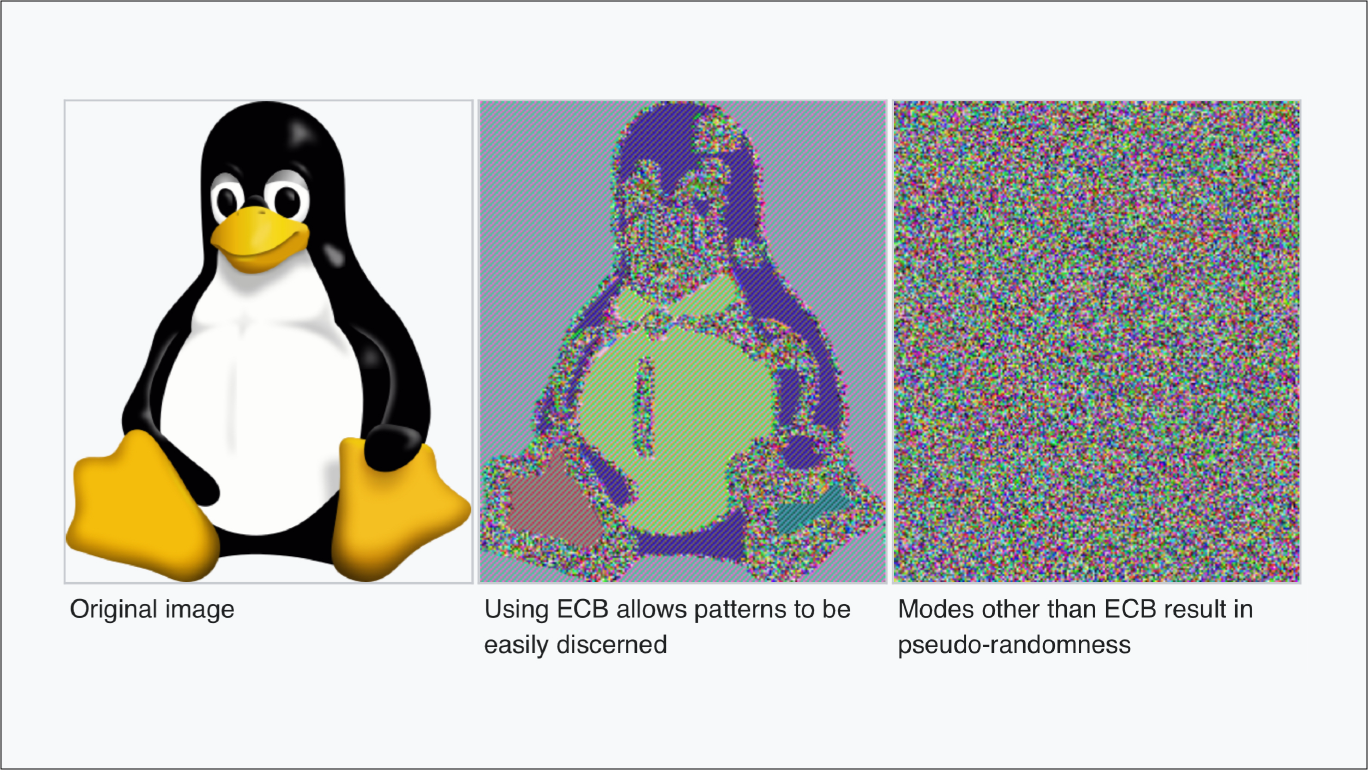 Original image
Using ECB allows patterns to be
easily discerned
Modes other than ECB result in
pseudo-randomness